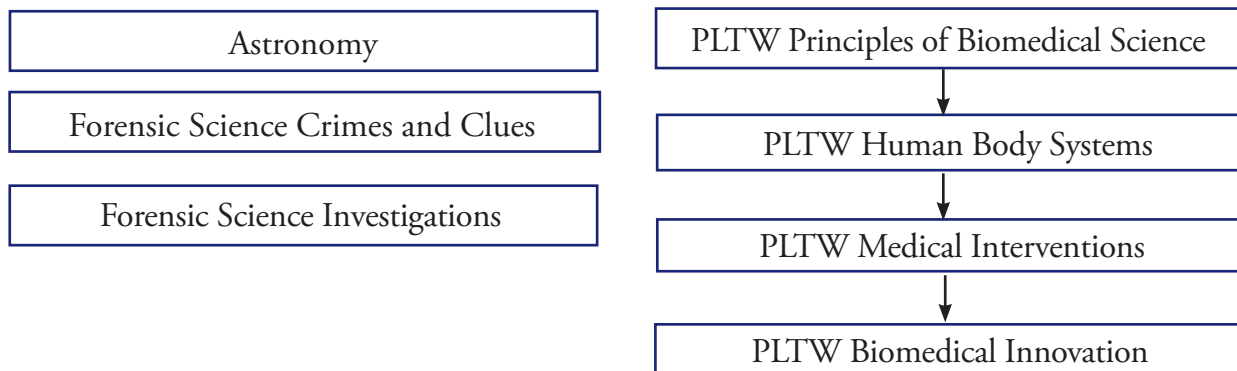 Astronomy
Forensic Science Crimes and Clues
Forensic Science Investigations
PLTW Principles of Biomedical Science
PLTW Human Body Systems
PLTW Medical Interventions
PLTW Biomedical Innovation